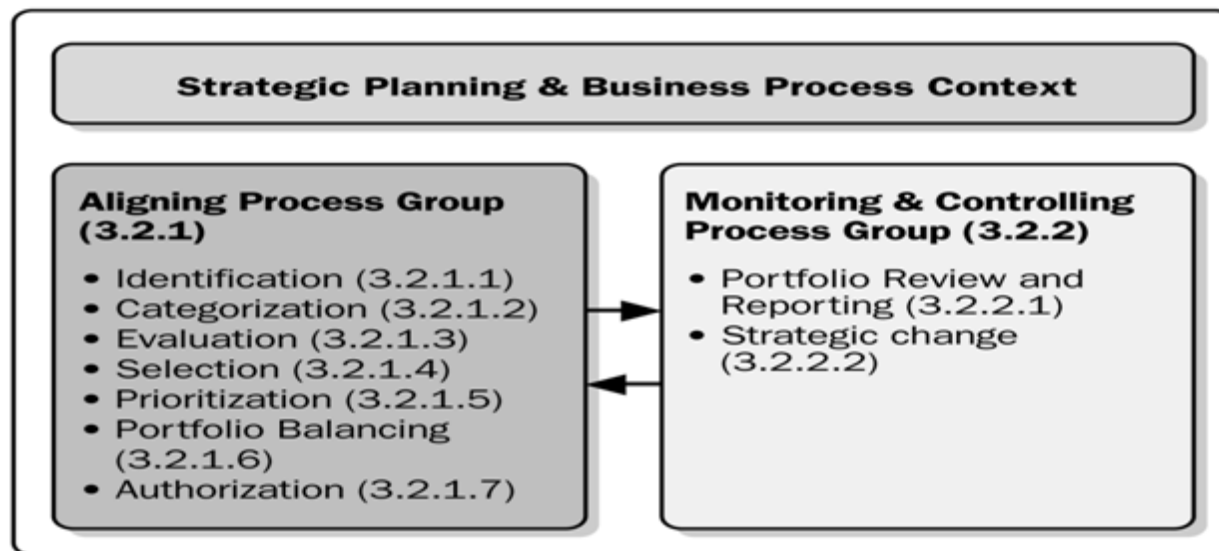 Strategic Planning & Business Process Context
Aligning Process Group
(3.2.1)
• Identification (3.2.1.1)
• Categorization (3.2.1.2)
• Evaluation (3.2.1.3)
• Selection (3.2.1.4)
• Prioritization (3.2.1.5)
• Portfolio Balancing
(3.2.1.6)
• Authorization (3.2.1.7)
Monitoring & Controlling
Process Group (3.2.2)
• Portfolio Review and
Reporting (3.2.2.1)
• Strategic change
(3.2.2.2)